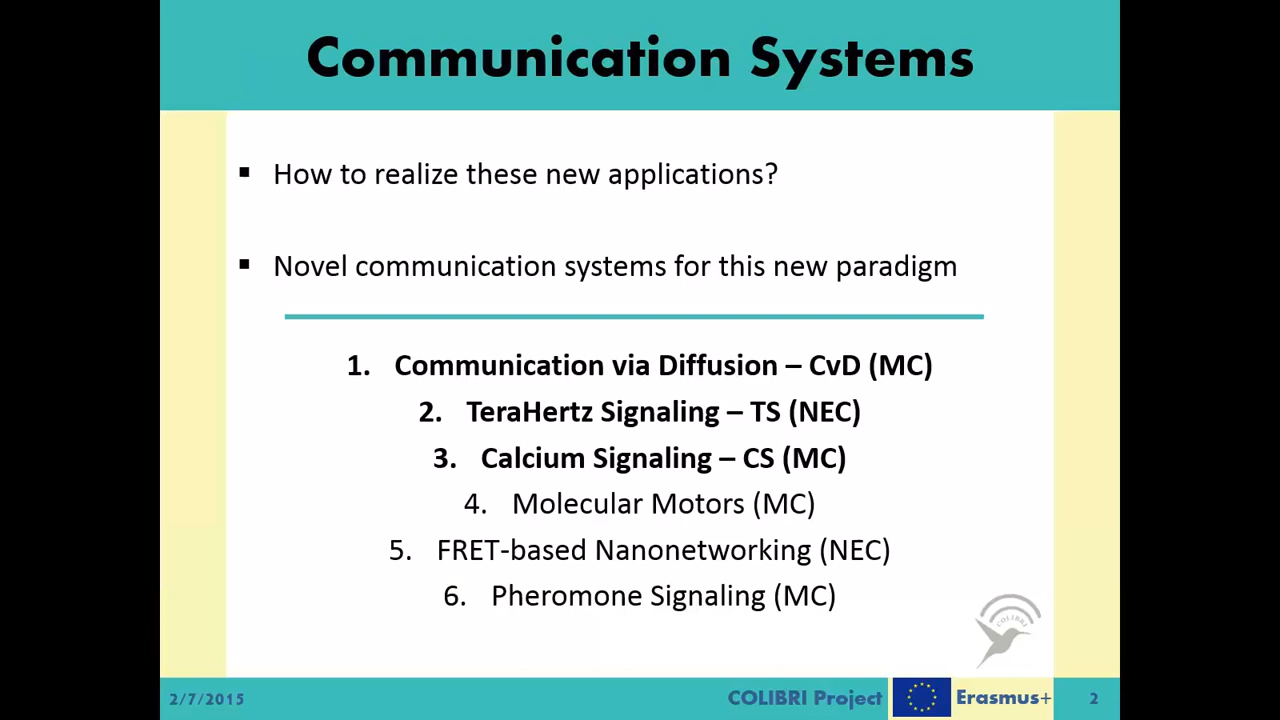 Communication Systems
▪ How to realize these new applications?
▪ Novel communication systems for this new paradigm
1. Communication via Diffusion – CvD (MC)
2. TeraHertz Signaling – TS (NEC)
3. Calcium Signaling – CS (MC)
4. Molecular Motors (MC)
5. FRET-based Nanonetworking (NEC)
6. Pheromone Signaling (MC)
COLIBRI
2/7/2015 COLIBRI Project Erasmus+ 2